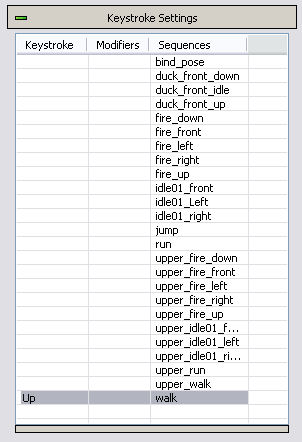 Keystroke Settings
Keystroke Modifiers Sequences
bind_pose
duck_front_down
duck_front_idle
duck_front_up
fire_down
fire_front
fire_left
fire_right
fire_up
idle01_front
idle01_Left
idle01_right
jump
run
upper_fire_down
upper_fire_front
upper_fire_left
upper_fire_right
upper_fire_up
upper_idle01_f...
upper_idle01_left
upper_idle01_ri...
upper_run
upper_walk
Up walk